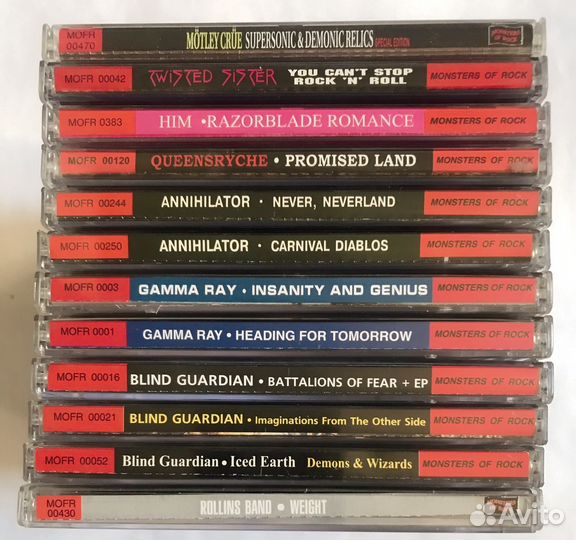 MOFR 00470 MÖTLEY CRÜE SUPERSONIC & DEMONIC RELICS SPECIAL EDITION MONSTERS OF ROCK
MOFR 00042 TWISTED SISTER YOU CAN'T STOP ROCK 'N' ROLL MONSTERS OF ROCK
MOFR 0383 HIM • RAZORBLADE ROMANCE MONSTERS OF ROCK
MOFR 00120 QUEENSRŸCHE • PROMISED LAND MONSTERS OF ROCK
MOFR 00244 ANNIHILATOR · NEVER, NEVERLAND MONSTERS OF ROCK
MOFR 00250 ANNIHILATOR · CARNIVAL DIABLOS MONSTERS OF ROCK
MOFR 0003 GAMMA RAY • INSANITY AND GENIUS MONSTERS OF ROCK
MOFR 0001 GAMMA RAY • HEADING FOR TOMORROW MONSTERS OF ROCK
MOFR 00016 BLIND GUARDIAN • BATTALIONS OF FEAR + EP MONSTERS OF ROCK
MOFR 00021 BLIND GUARDIAN • Imaginations From The Other Side MONSTERS OF ROCK
MOFR 00052 Blind Guardian • Iced Earth Demons & Wizards MONSTERS OF ROCK
MOFR 00430 ROLLINS BAND • WEIGHT
Avito